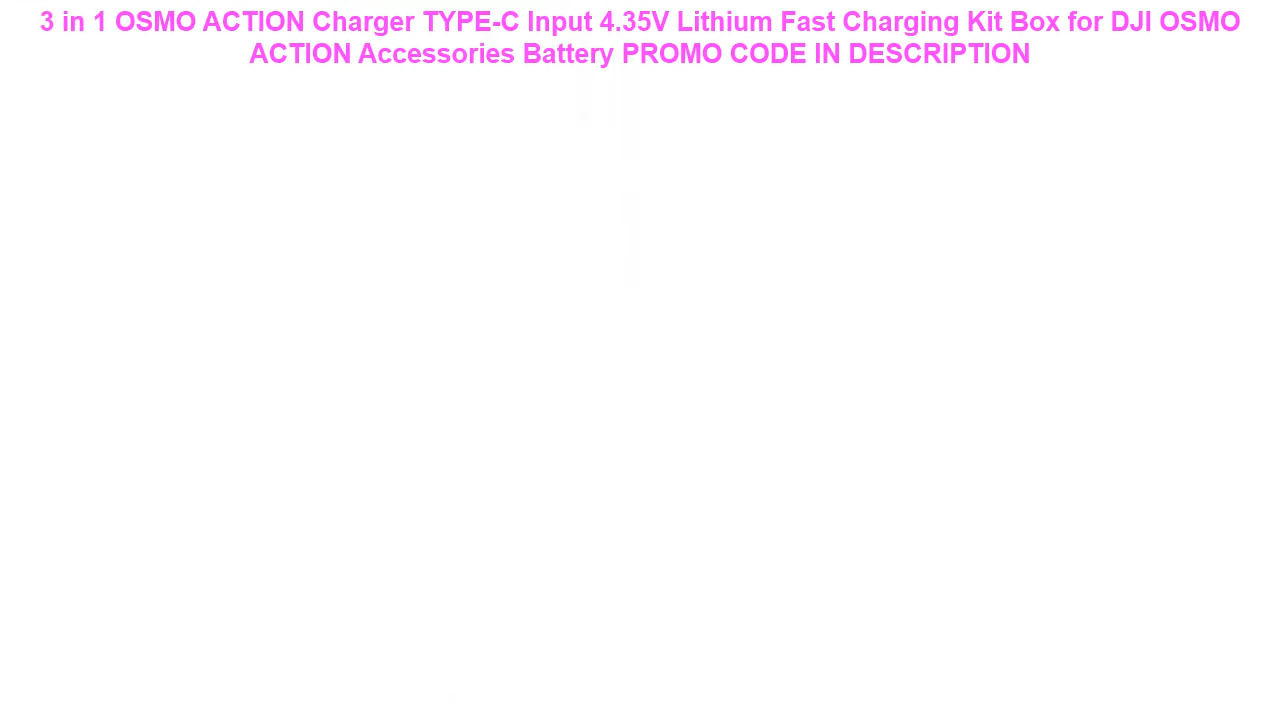 3 in 1 OSMO ACTION Charger TYPE-C Input 4.35V Lithium Fast Charging Kit Box for DJI OSMO
ACTION Accessories Battery PROMO CODE IN DESCRIPTION